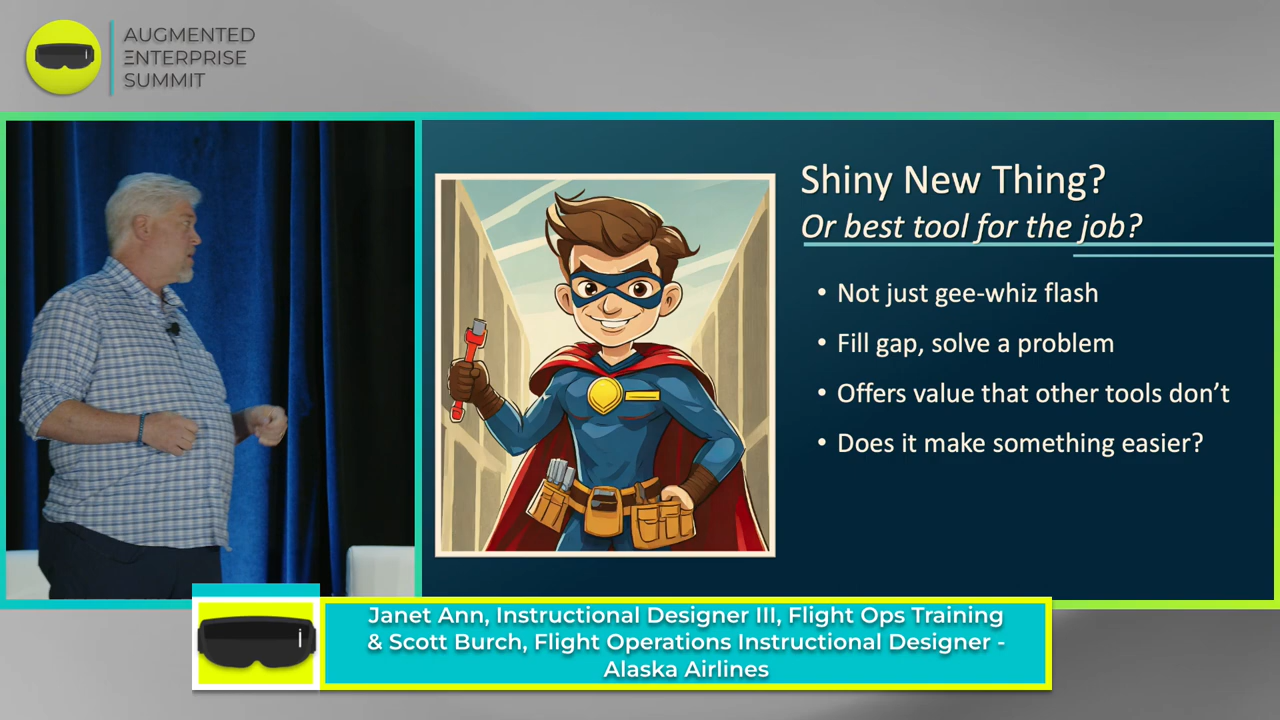 AUGMENTED
ENTERPRISE
SUMMIT
Shiny New Thing?
Or best tool for the job?
• Not just gee-whiz flash
• Fill gap, solve a problem
• Offers value that other tools don't
• Does it make something easier?
Janet Ann, Instructional Designer III, Flight Ops Training
& Scott Burch, Flight Operations Instructional Designer -
Alaska Airlines